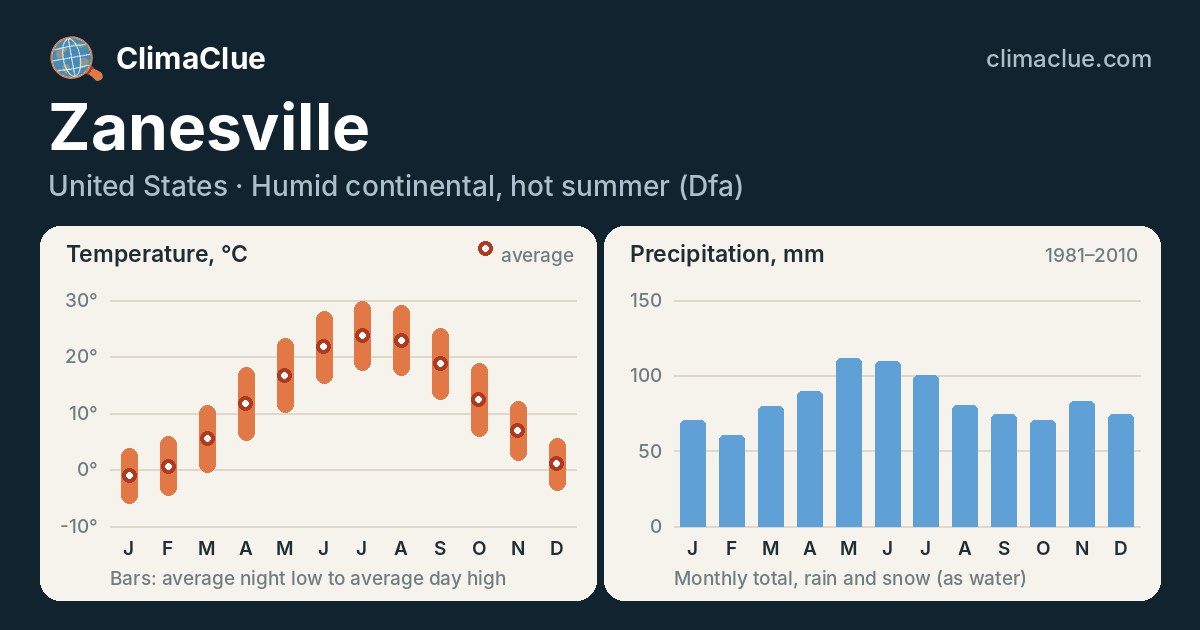 ClimaClue
climaclue.com
Zanesville
United States · Humid continental, hot summer (Dfa)
Temperature, °C
average
30°
20°
10°
0°
-10°
J F M A M J J A S O N D
Bars: average night low to average day high
Precipitation, mm
1981–2010
150
100
50
0
J F M A M J J A S O N D
Monthly total, rain and snow (as water)